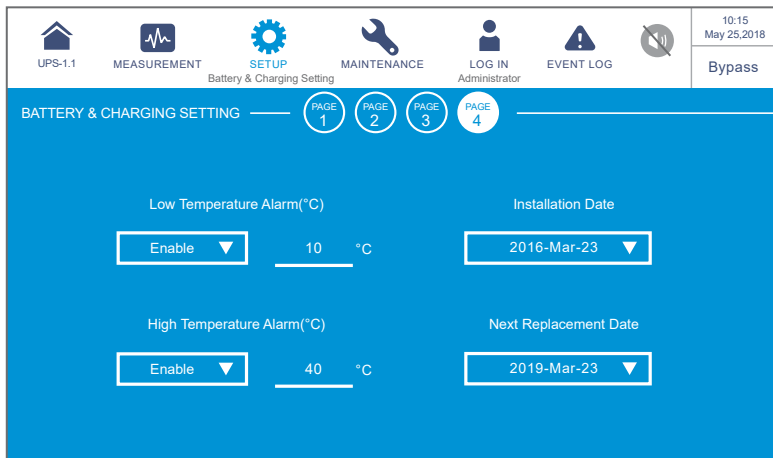 10:15
May 25,2018
UPS-1.1
MEASUREMENT
SETUP
MAINTENANCE
LOG IN
EVENT LOG
Bypass
Battery & Charging Setting
Administrator
BATTERY & CHARGING SETTING
PAGE
1
PAGE
2
PAGE
3
PAGE
4
Low Temperature Alarm(°C)
Installation Date
Enable
10
°C
2016-Mar-23
High Temperature Alarm(°C)
Next Replacement Date
Enable
40
°C
2019-Mar-23